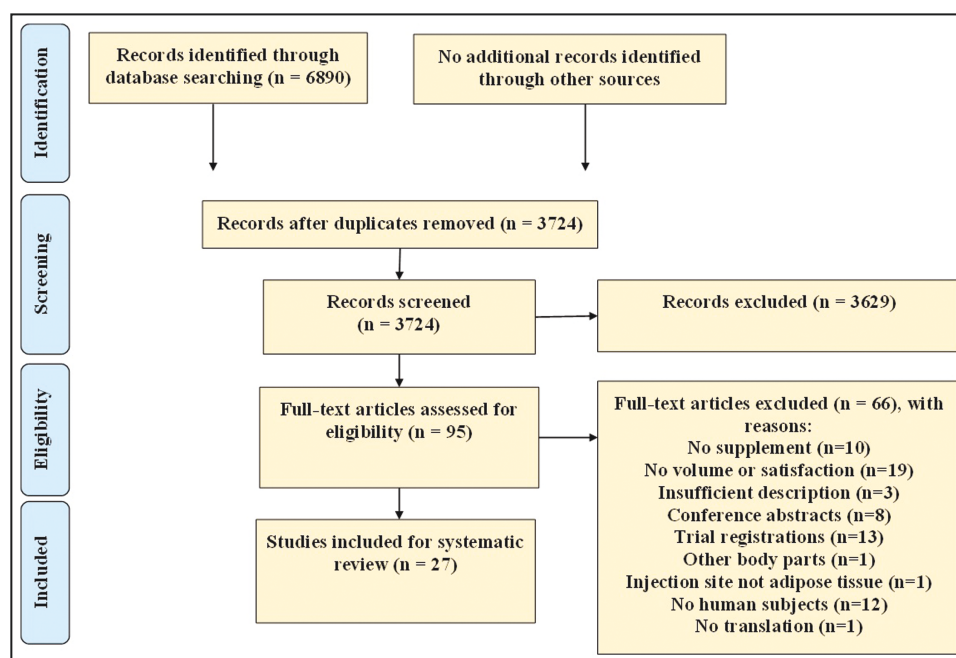 Identification
Records identified through
database searching (n = 6890)
No additional records identified
through other sources
Screening
Records after duplicates removed (n = 3724)
Records screened
(n = 3724)
Records excluded (n = 3629)
Eligibility
Full-text articles assessed for
eligibility (n = 95)
Full-text articles excluded (n = 66), with
reasons:
No supplement (n=10)
No volume or satisfaction (n=19)
Insufficient description (n=3)
Conference abstracts (n=8)
Trial registrations (n=13)
Other body parts (n=1)
Injection site not adipose tissue (n=1)
No human subjects (n=12)
No translation (n=1)
Included
Studies included for systematic
review (n = 27)